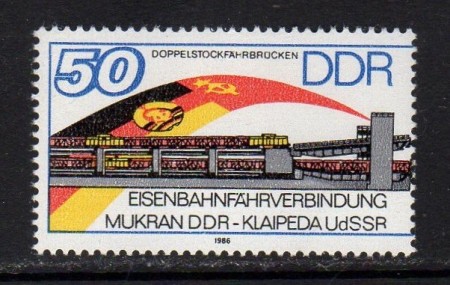 50
DOPPELSTOCKFÄHRBRÜCKEN
DDR
EISENBAHNFÄHRVERBINDUNG
MUKRAN DDR - KLAIPEDA UdSSR
1986